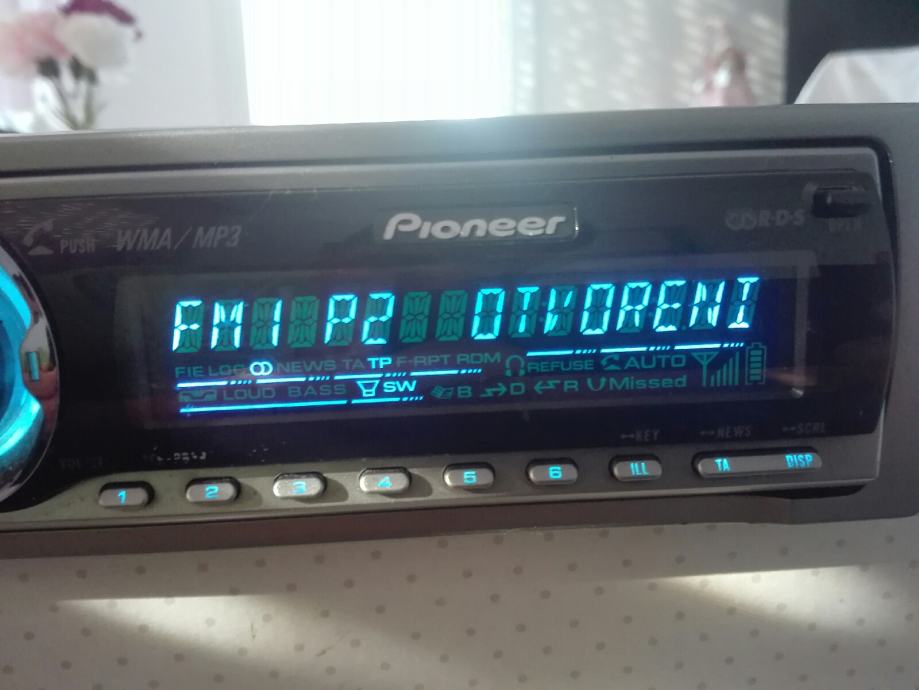 Pioneer
R·D·S
OPEN
PUSH WMA/MP3
FM1 P2 OTVORENI
FIE LOC NEWS TA TP F-RPT RDM REFUSE AUTO
LOUD BASS SW B D R Missed
KEY NEWS SCRL
1 2 3 4 5 6 ILL TA DISP